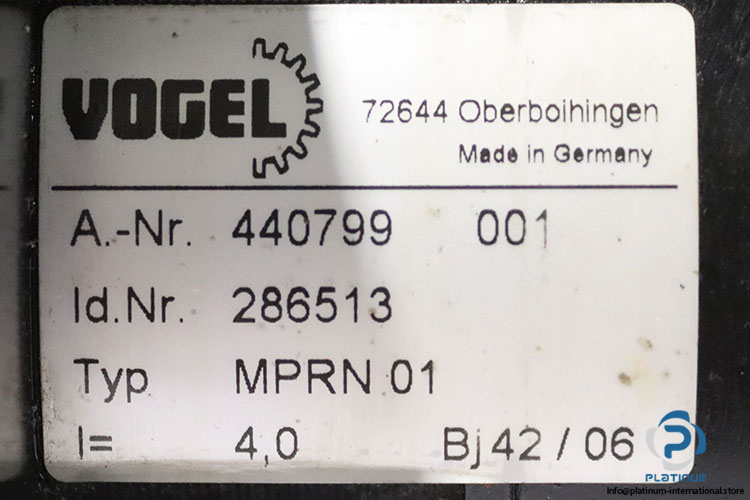 VOGEL
72644 Oberboihingen
Made in Germany
A.-Nr. 440799 001
Id.Nr. 286513
Typ MPRN 01
I= 4,0 Bj 42 / 06
PLATINUM
Info@platinum-international.store